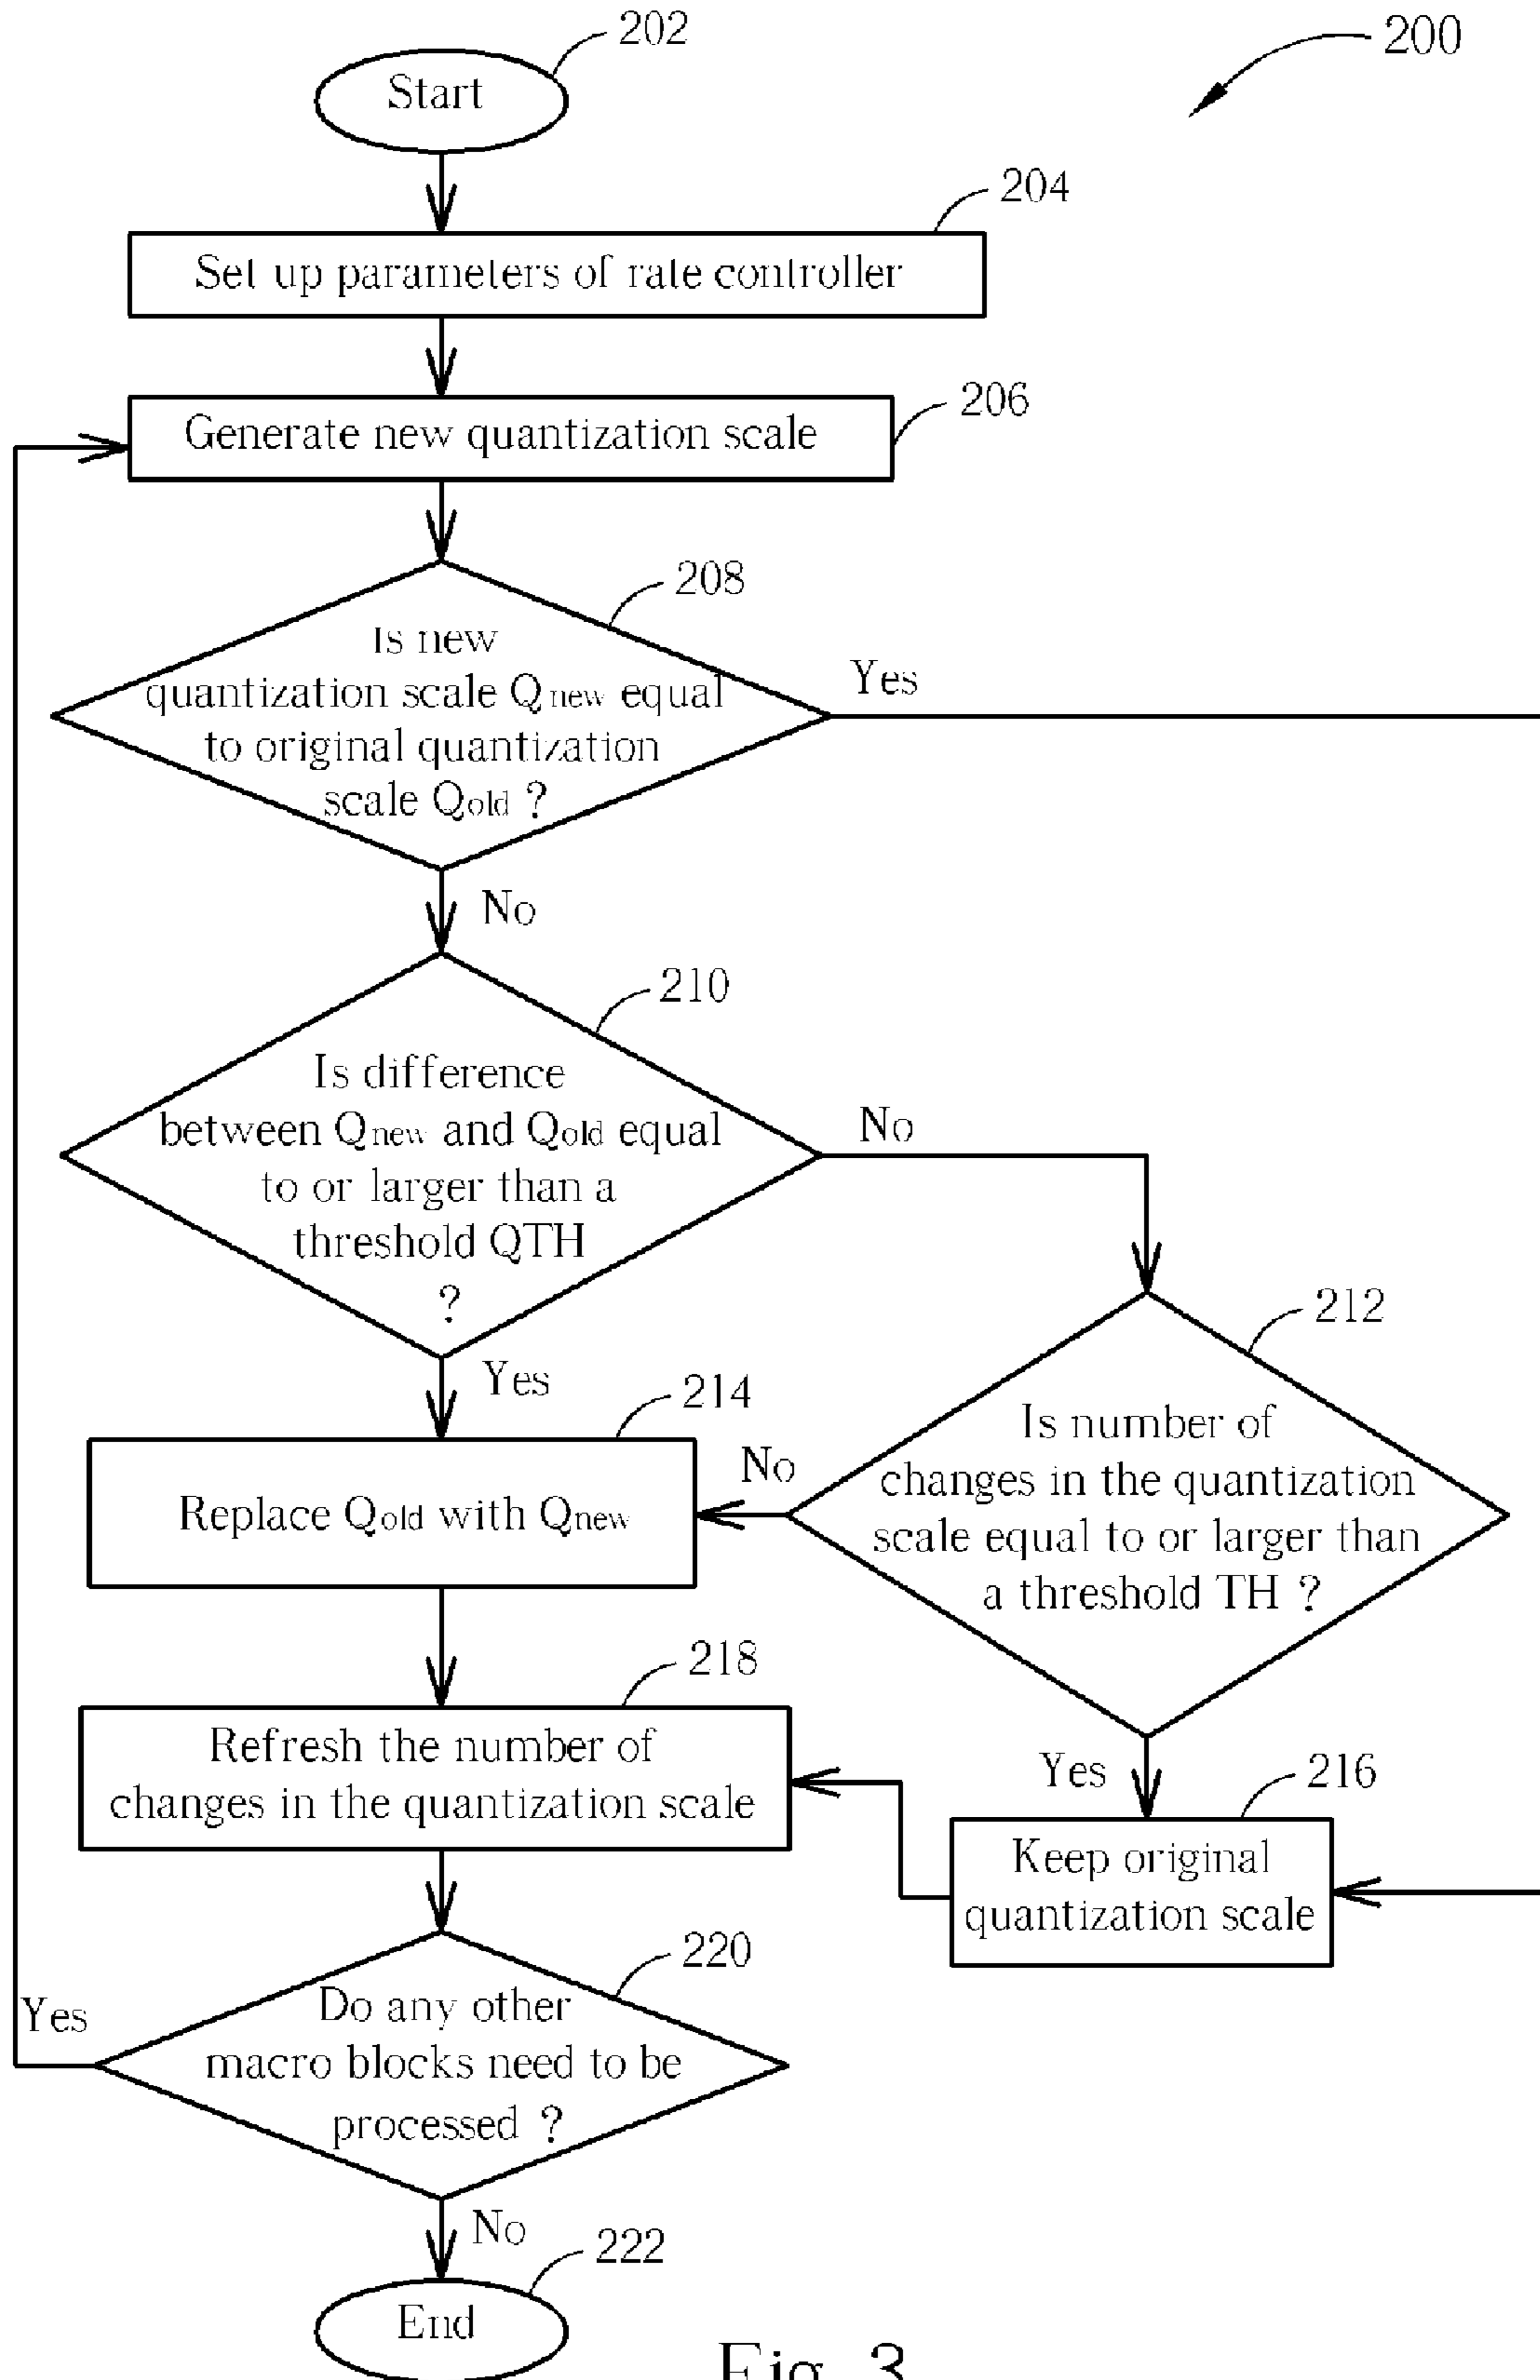 202
200
Start
204
Set up parameters of rate controller
206
Generate new quantization scale
208
Is new
quantization scale Qnew equal
to original quantization
scale Qold ?
Yes
No
210
Is difference
between Qnew and Qold equal
to or larger than a
threshold QTH
?
No
Yes
212
Is number of
changes in the quantization
scale equal to or larger than
a threshold TH ?
No
Yes
214
Replace Qold with Qnew
218
Refresh the number of
changes in the quantization scale
216
Keep original
quantization scale
220
Do any other
macro blocks need to be
processed ?
Yes
No
222
End
Fig. 3